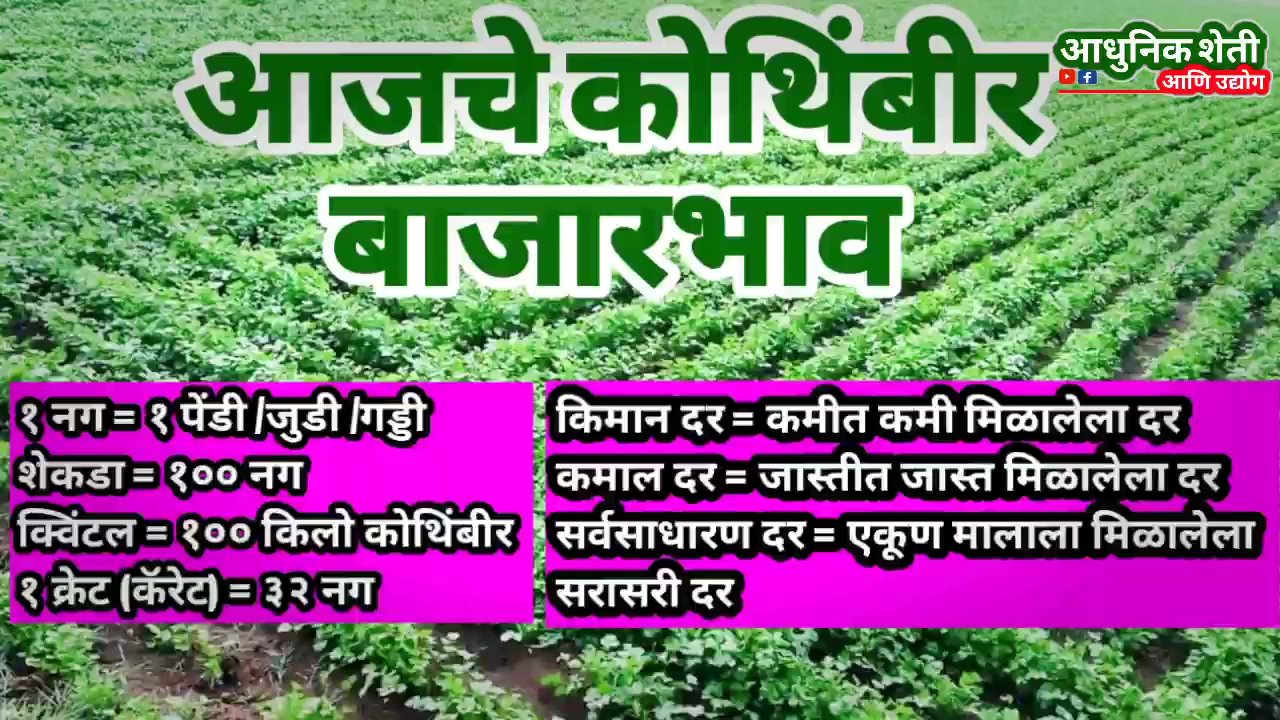 आजचे कोथिंबीर
बाजारभाव
आधुनिक शेती
आणि उद्योग
१ नग = १ पेंडी /जुडी /गड्डी
शेकडा = १०० नग
क्विंटल = १०० किलो कोथिंबीर
१ क्रेट (कॅरेट) = ३२ नग
किमान दर = कमीत कमी मिळालेला दर
कमाल दर = जास्तीत जास्त मिळालेला दर
सर्वसाधारण दर = एकूण मालाला मिळालेला
सरासरी दर